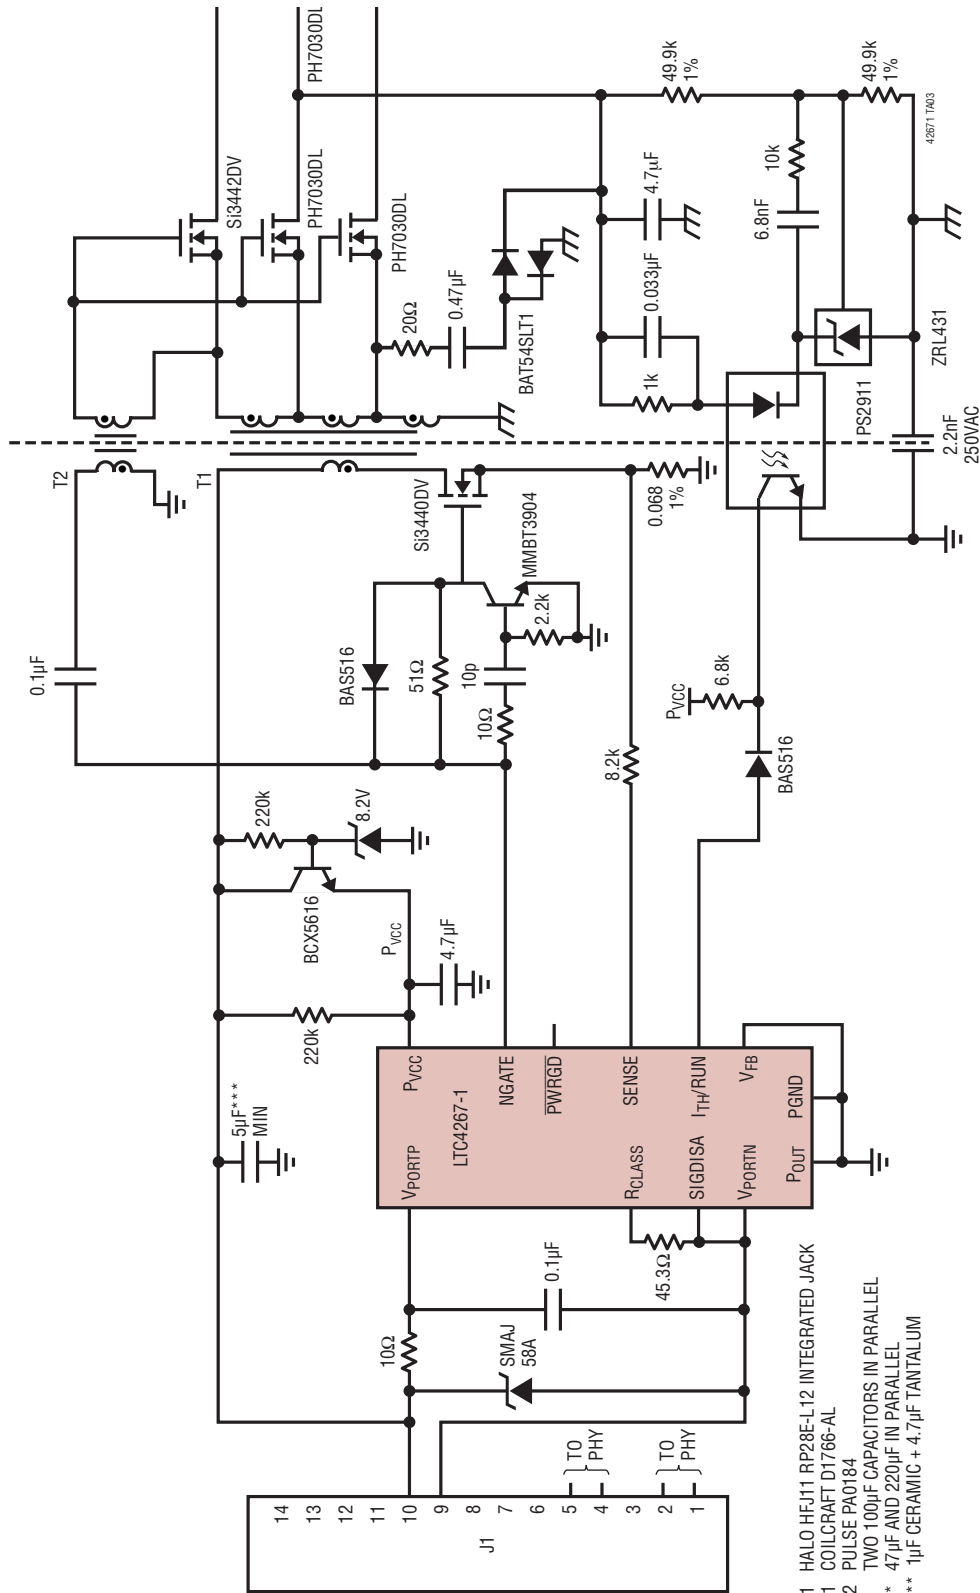 PH7030DL
Si3442DV
PH7030DL
PH7030DL
49.9k
1%
49.9k
1%
42671 TA03
20Ω
0.47µF
BAT54SLT1
4.7µF
0.033µF
1k
10k
6.8nF
ZRL431
PS2911
2.2nF
250VAC
T2
T1
Si3440DV
MMBT3904
0.068
1%
0.1µF
BAS516
51Ω
10p
10Ω
2.2k
8.2k
PVCC
6.8k
BAS516
220k
8.2V
BCX5616
PVCC
4.7µF
220k
5µF***
MIN
PVCC
NGATE
PWRGD
SENSE
ITH/RUN
VFB
LTC4267-1
VPORTP
RCLASS
SIGDISA
VPORTN
POUT
PGND
10Ω
SMAJ
58A
0.1µF
45.3Ω
J1
14
13
12
11
10
9
8
7
6
5
4
3
2
1
TO
PHY
TO
PHY
1 HALO HFJ11 RP28E-L12 INTEGRATED JACK
1 COILCRAFT D1766-AL
2 PULSE PA0184
TWO 100µF CAPACITORS IN PARALLEL
* 47µF AND 220µF IN PARALLEL
** 1µF CERAMIC + 4.7µF TANTALUM